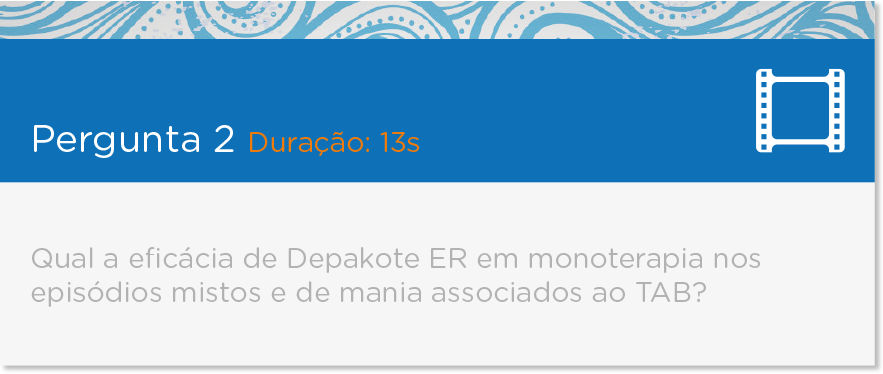 Pergunta 2 Duração: 13s
Qual a eficácia de Depakote ER em monoterapia nos
episódios mistos e de mania associados ao TAB?